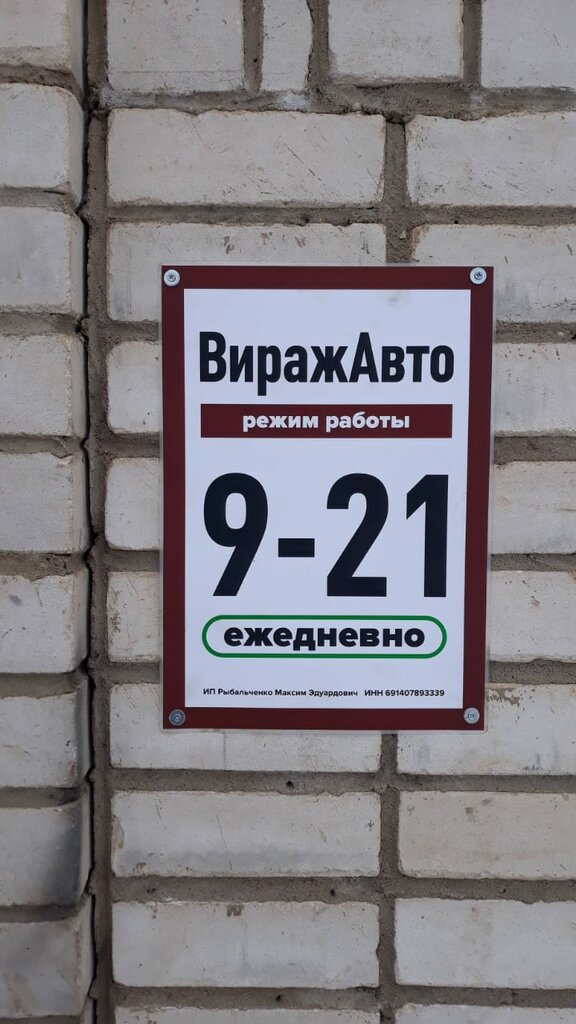 ВиражАвто
режим работы
9-21
ежедневно
ИП Рыбальченко Максим Эдуардович ИНН 691407893339